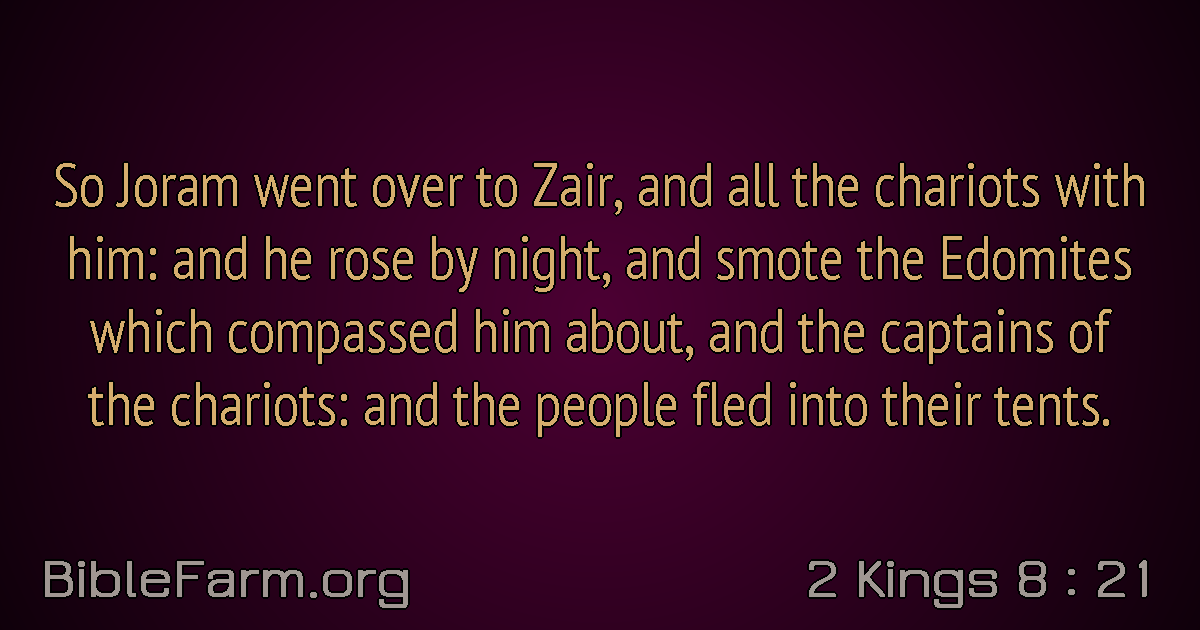 So Joram went over to Zair, and all the chariots with
him: and he rose by night, and smote the Edomites
which compassed him about, and the captains of
the chariots: and the people fled into their tents.
BibleFarm.org
2 Kings 8 : 21